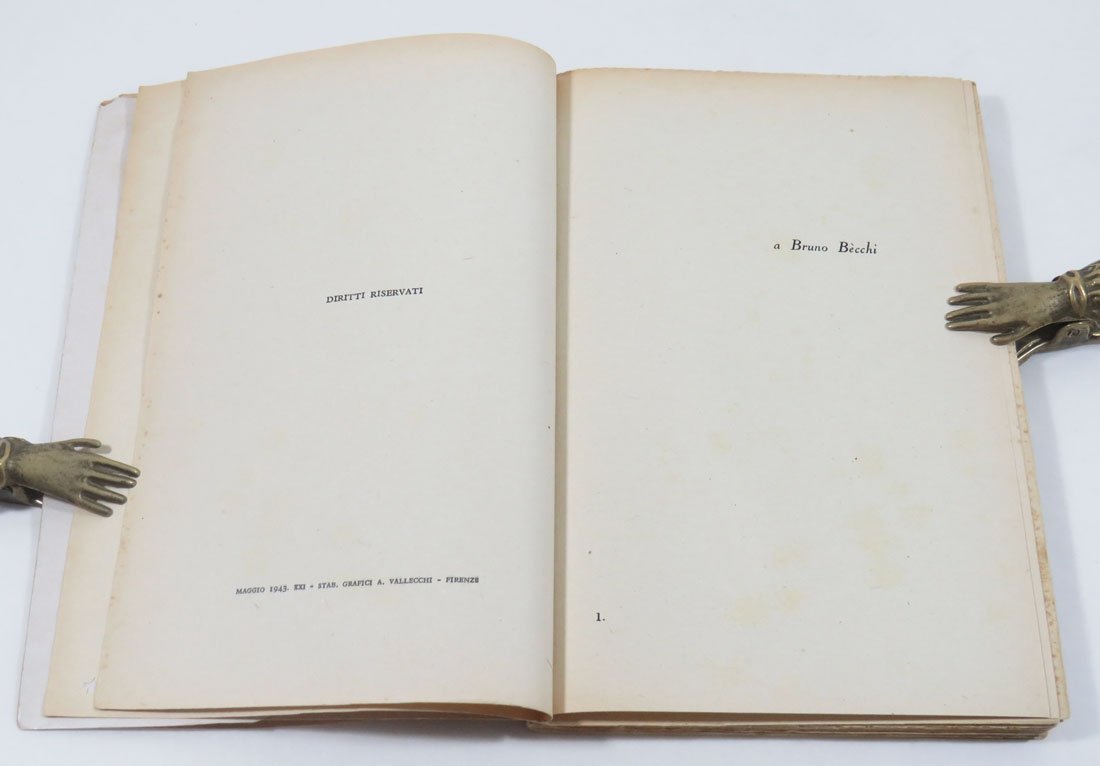 DIRITTI RISERVATI
MAGGIO 1943. XXI - STAB. GRAFICI A. VALLECCHI - FIRENZE
a Bruno Bècchi
1.